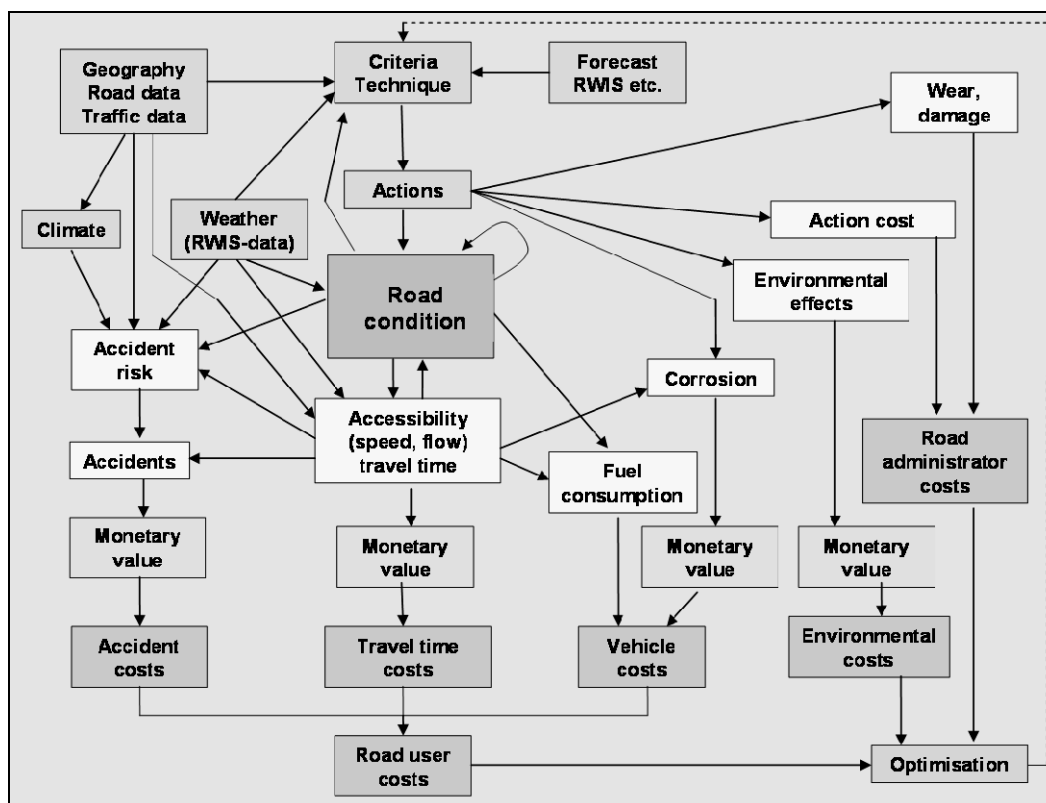 Geography
Road data
Traffic data
Criteria
Technique
Forecast
RWIS etc.
Wear,
damage
Actions
Climate
Weather
(RWIS-data)
Action cost
Road
condition
Environmental
effects
Accident
risk
Corrosion
Accessibility
(speed, flow)
travel time
Accidents
Fuel
consumption
Road
administrator
costs
Monetary
value
Monetary
value
Monetary
value
Monetary
value
Accident
costs
Travel time
costs
Vehicle
costs
Environmental
costs
Road user
costs
Optimisation